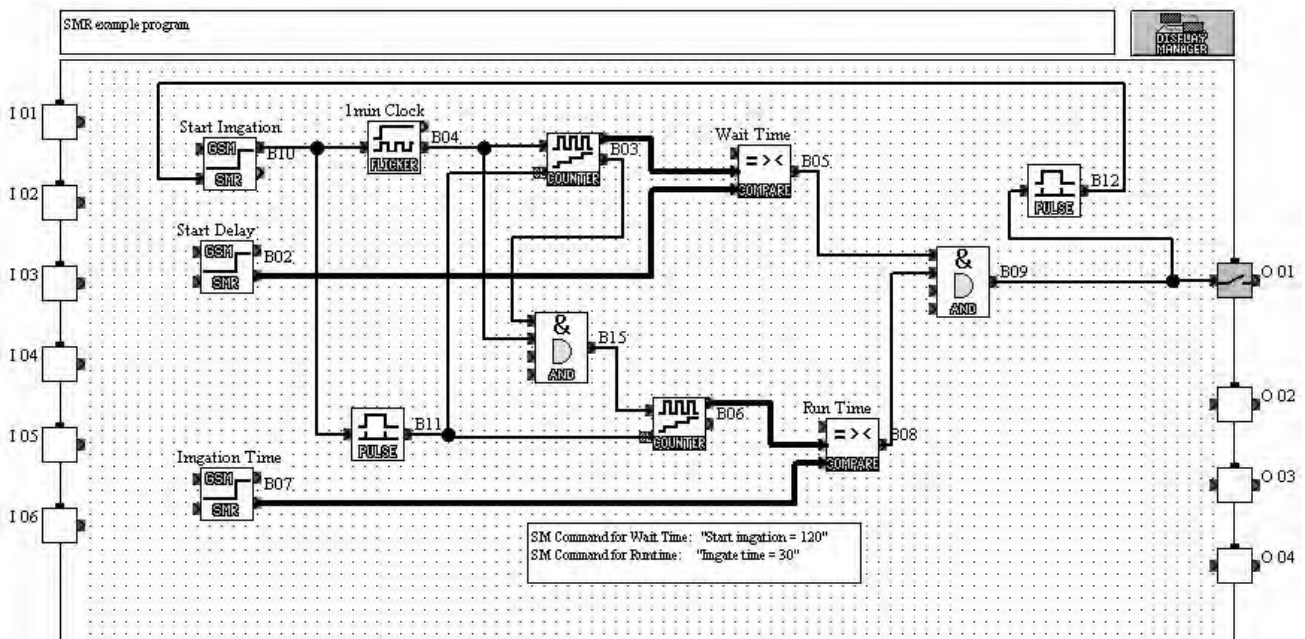 SMR example program
DISPLAY
MANAGER
I 01
I 02
I 03
I 04
I 05
I 06
Start Imgation
GSM
SMR
B10
1min Clock
FLICKER
B04
COUNTER
B03
Wait Time
=><
COMPARE
B05
PULSE
B12
Start Delay
GSM
SMR
B02
&
AND
B09
O 01
&
AND
B15
PULSE
B11
COUNTER
B06
Run Time
=><
COMPARE
B08
O 02
O 03
O 04
Imgation Time
GSM
SMR
B07
SM Command for Wait Time: "Start imgation = 120"
SM Command for Runtime: "Imgate time = 30"